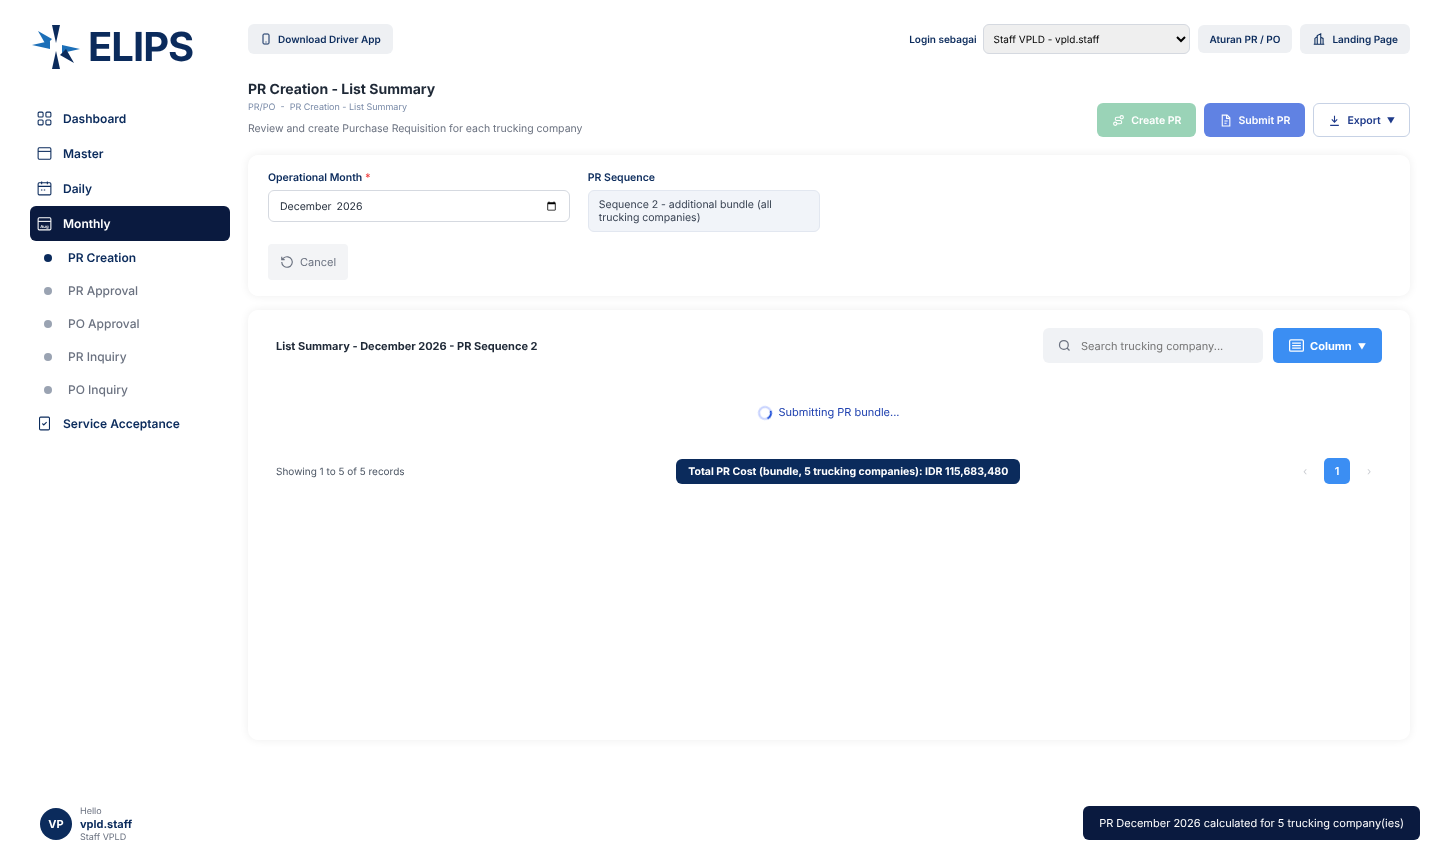 ELIPS
Download Driver App
Login sebagai
Staff VPLD - vpld.staff
Aturan PR / PO
Landing Page
Dashboard
Master
Daily
Monthly
PR Creation
PR Approval
PO Approval
PR Inquiry
PO Inquiry
Service Acceptance
PR Creation - List Summary
PR/PO - PR Creation - List Summary
Review and create Purchase Requisition for each trucking company
Create PR
Submit PR
Export
Operational Month *
December 2026
PR Sequence
Sequence 2 - additional bundle (all
trucking companies)
Cancel
List Summary - December 2026 - PR Sequence 2
Search trucking company...
Column
Submitting PR bundle...
Showing 1 to 5 of 5 records
Total PR Cost (bundle, 5 trucking companies): IDR 115,683,480
‹ 1 ›
VP
Hello
vpld.staff
Staff VPLD
PR December 2026 calculated for 5 trucking company(ies)